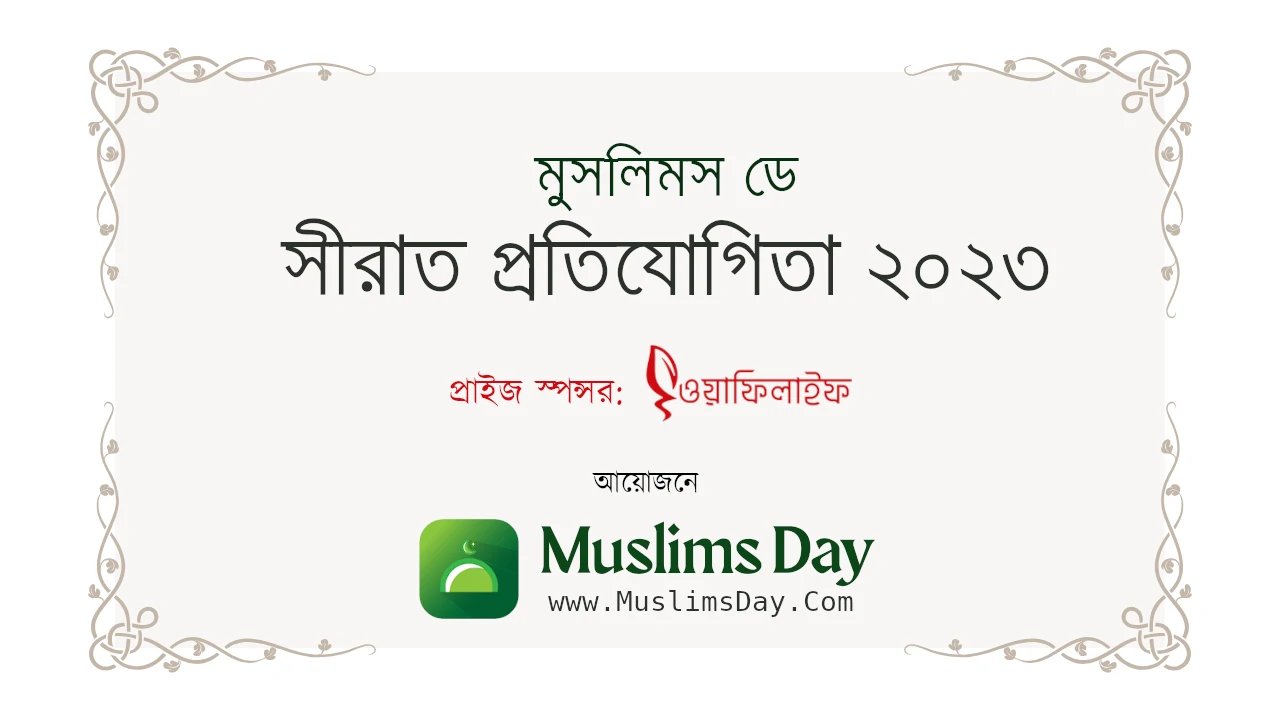 মুসলিমস ডে
সীরাত প্রতিযোগিতা ২০২৩
প্রাইজ স্পন্সর: ওয়াফিলাইফ
আয়োজনে
Muslims Day
www.MuslimsDay.Com